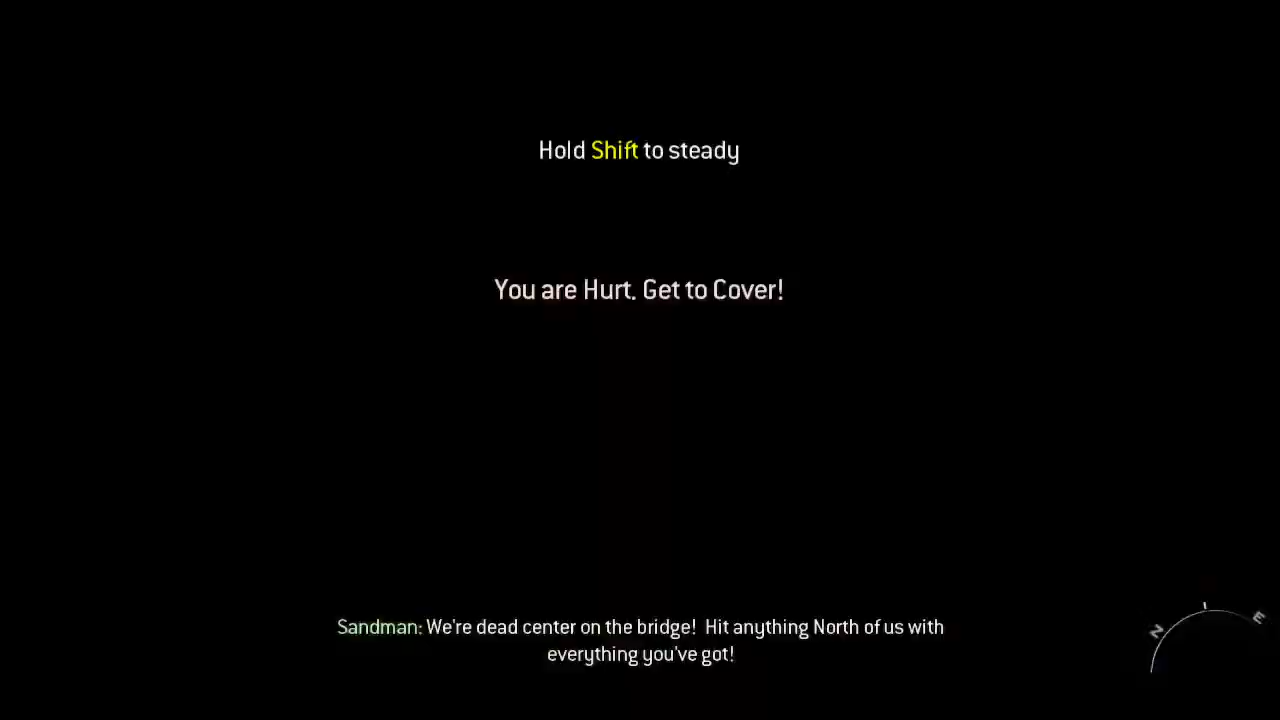 Hold Shift to steady
You are Hurt. Get to Cover!
Sandman: We're dead center on the bridge!  Hit anything North of us with
everything you've got!
N
E